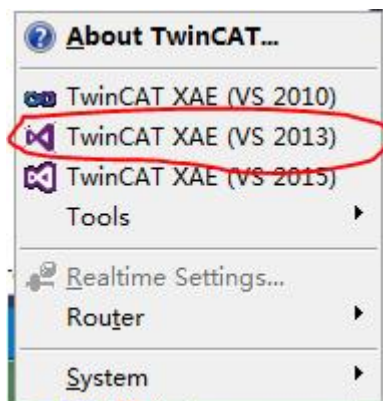 About TwinCAT...
TwinCAT XAE (VS 2010)
TwinCAT XAE (VS 2013)
TwinCAT XAE (VS 2015)
Tools
Realtime Settings...
Router
System